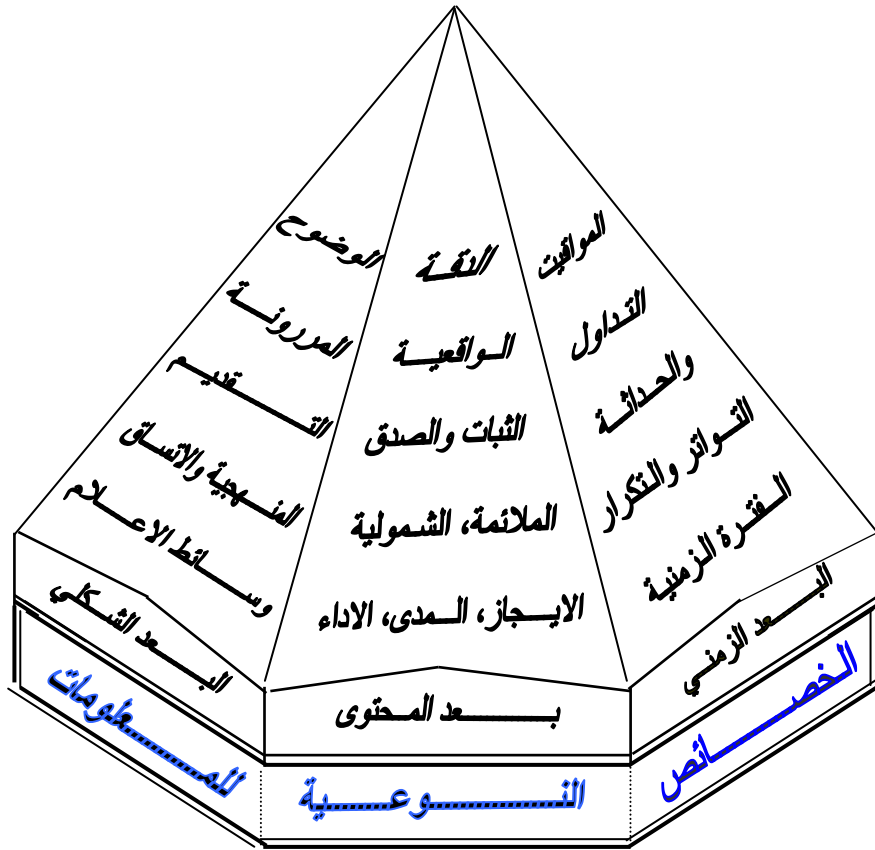 المواقيت
التداول
والحداثة
التواتر والتكرار
الفترة الزمنية
البعد الزمني
الدقة
الواقعية
الثبات والصدق
الملائمة، الشمولية
الايجاز، المدى، الاداء
بعد المحتوى
الوضوح
المررونة
التقديم
المنهجية والاتساق
وسائط الاعلام
البعد الشكلي
الخصائص
النوعية
للمعلومات